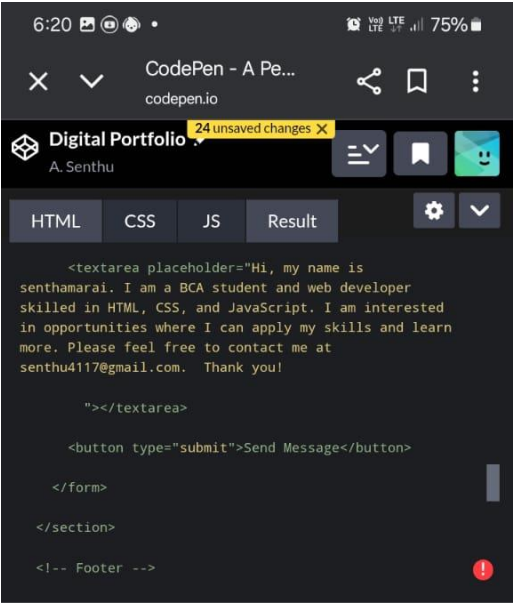 6:20
Vo)) LTE
LTE 75%
CodePen - A Pe...
codepen.io
24 unsaved changes X
Digital Portfolio
A. Senthu
HTML CSS JS Result
<textarea placeholder="Hi, my name is
senthamarai. I am a BCA student and web developer
skilled in HTML, CSS, and JavaScript. I am interested
in opportunities where I can apply my skills and learn
more. Please feel free to contact me at
senthu4117@gmail.com.  Thank you!
"></textarea>
<button type="submit">Send Message</button>
</form>
</section>
<!-- Footer -->